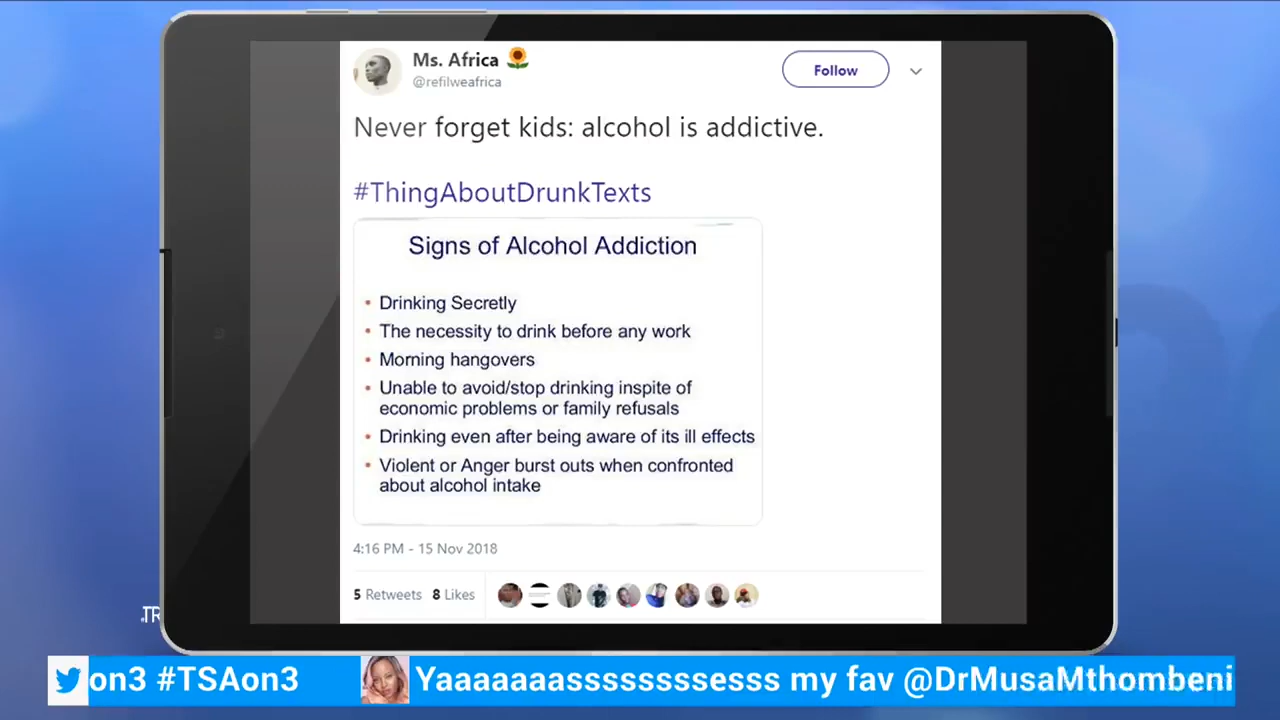 Ms. Africa 🌻
@refilweafrica
Follow
Never forget kids: alcohol is addictive.
#ThingAboutDrunkTexts
Signs of Alcohol Addiction
• Drinking Secretly
• The necessity to drink before any work
• Morning hangovers
• Unable to avoid/stop drinking inspite of
economic problems or family refusals
• Drinking even after being aware of its ill effects
• Violent or Anger burst outs when confronted
about alcohol intake
4:16 PM - 15 Nov 2018
5 Retweets 8 Likes
on3 #TSAon3 Yaaaaaaassssssssesss my fav @DrMusaMthombeni